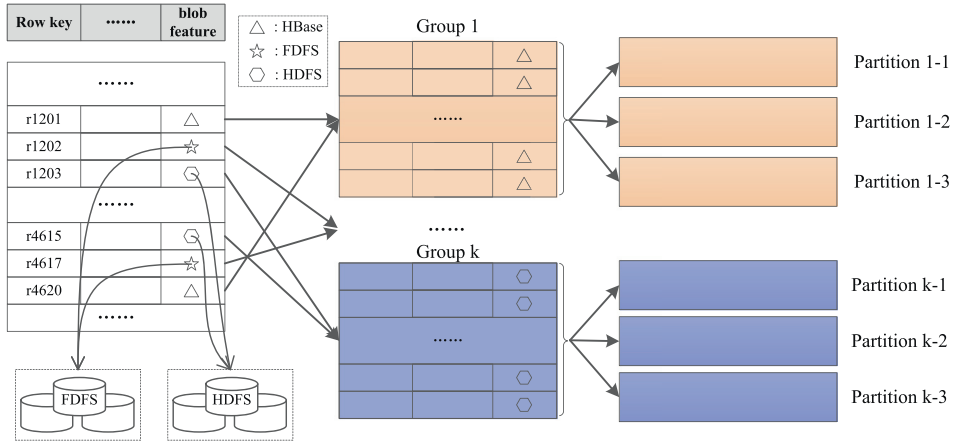 Row key
······
blob
feature
: HBase
: FDFS
: HDFS
······
r1201
r1202
r1203
······
r4615
r4617
r4620
······
FDFS
HDFS
Group 1
······
······
Group k
······
Partition 1-1
Partition 1-2
Partition 1-3
Partition k-1
Partition k-2
Partition k-3